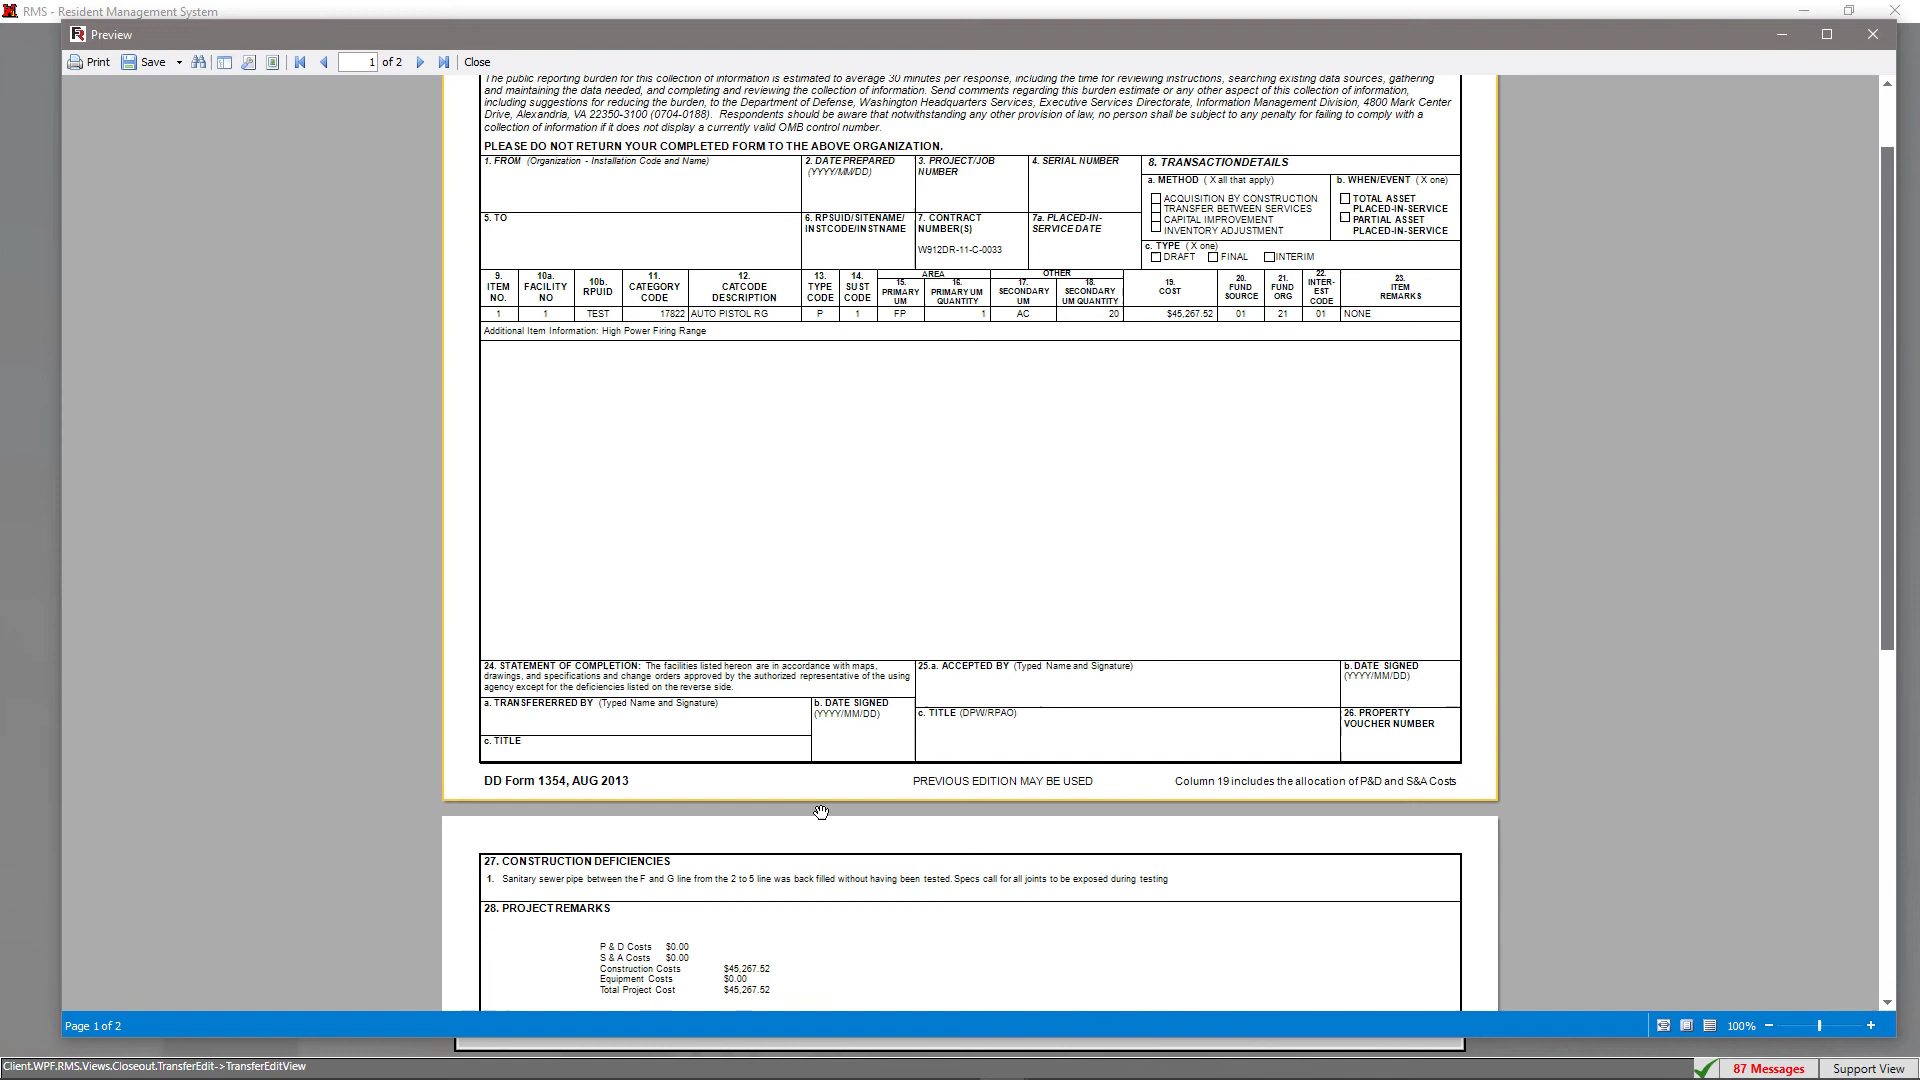 RMS - Resident Management System
Preview
Print Save 1 of 2 Close
The public reporting burden for this collection of information is estimated to average 30 minutes per response, including the time for reviewing instructions, searching existing data sources, gathering
and maintaining the data needed, and completing and reviewing the collection of information. Send comments regarding this burden estimate or any other aspect of this collection of information,
including suggestions for reducing the burden, to the Department of Defense, Washington Headquarters Services, Executive Services Directorate, Information Management Division, 4800 Mark Center
Drive, Alexandria, VA 22350-3100 (0704-0188). Respondents should be aware that notwithstanding any other provision of law, no person shall be subject to any penalty for failing to comply with a
collection of information if it does not display a currently valid OMB control number.
PLEASE DO NOT RETURN YOUR COMPLETED FORM TO THE ABOVE ORGANIZATION.
1. FROM (Organization - Installation Code and Name)
2. DATE PREPARED
(YYYY/MM/DD)
3. PROJECT/JOB
NUMBER
4. SERIAL NUMBER
8. TRANSACTIONDETAILS
a. METHOD ( X all that apply)
ACQUISITION BY CONSTRUCTION
TRANSFER BETWEEN SERVICES
CAPITAL IMPROVEMENT
INVENTORY ADJUSTMENT
b. WHEN/EVENT ( X one)
TOTAL ASSET
PLACED-IN-SERVICE
PARTIAL ASSET
PLACED-IN-SERVICE
5. TO
6. RPSUID/SITENAME/
INSTCODE/INSTNAME
7. CONTRACT
NUMBER(S)
W912DR-11-C-0033
7a. PLACED-IN-
SERVICE DATE
c. TYPE ( X one)
DRAFT FINAL INTERIM
9.
ITEM
NO.
10a.
FACILITY
NO
10b.
RPUID
11.
CATEGORY
CODE
12.
CATCODE
DESCRIPTION
13.
TYPE
CODE
14.
SUST
CODE
AREA
15.
PRIMARY
UM
16.
PRIMARY UM
QUANTITY
OTHER
17.
SECONDARY
UM
18.
SECONDARY
UM QUANTITY
19.
COST
20.
FUND
SOURCE
21.
FUND
ORG
22.
INTER-
EST
CODE
23.
ITEM
REMARKS
1 1 TEST 17822 AUTO PISTOL RG P 1 FP 1 AC 20 $45,267.52 01 21 01 NONE
Additional Item Information: High Power Firing Range
24. STATEMENT OF COMPLETION: The facilities listed hereon are in accordance with maps,
drawings, and specifications and change orders approved by the authorized representative of the using
agency except for the deficiencies listed on the reverse side.
a. TRANSFERERRED BY (Typed Name and Signature)
b. DATE SIGNED
(YYYY/MM/DD)
c. TITLE
25.a. ACCEPTED BY (Typed Name and Signature)
b. DATE SIGNED
(YYYY/MM/DD)
c. TITLE (DPW/RPAO)
26. PROPERTY
VOUCHER NUMBER
DD Form 1354, AUG 2013 PREVIOUS EDITION MAY BE USED Column 19 includes the allocation of P&D and S&A Costs
27. CONSTRUCTION DEFICIENCIES
1. Sanitary sewer pipe between the F and G line from the 2 to 5 line was back filled without having been tested. Specs call for all joints to be exposed during testing
28. PROJECT REMARKS
P & D Costs $0.00
S & A Costs $0.00
Construction Costs $45,267.52
Equipment Costs $0.00
Total Project Cost $45,267.52
Page 1 of 2 100%
Client.WPF.RMS.Views.Closeout.TransferEdit->TransferEditView 87 Messages Support View